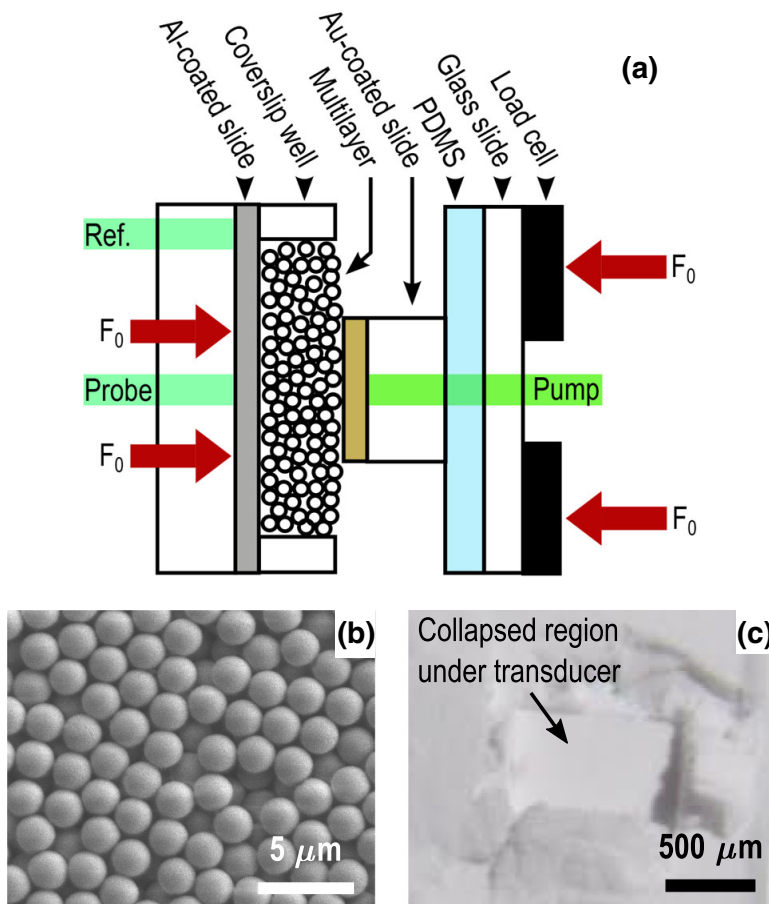 Al-coated slide
Coverslip well
Multilayer
Au-coated slide
PDMS
Glass slide
Load cell
(a)
Ref.
F₀
F₀
Probe
Pump
F₀
F₀
(b)
5 μm
Collapsed region
under transducer
(c)
500 μm